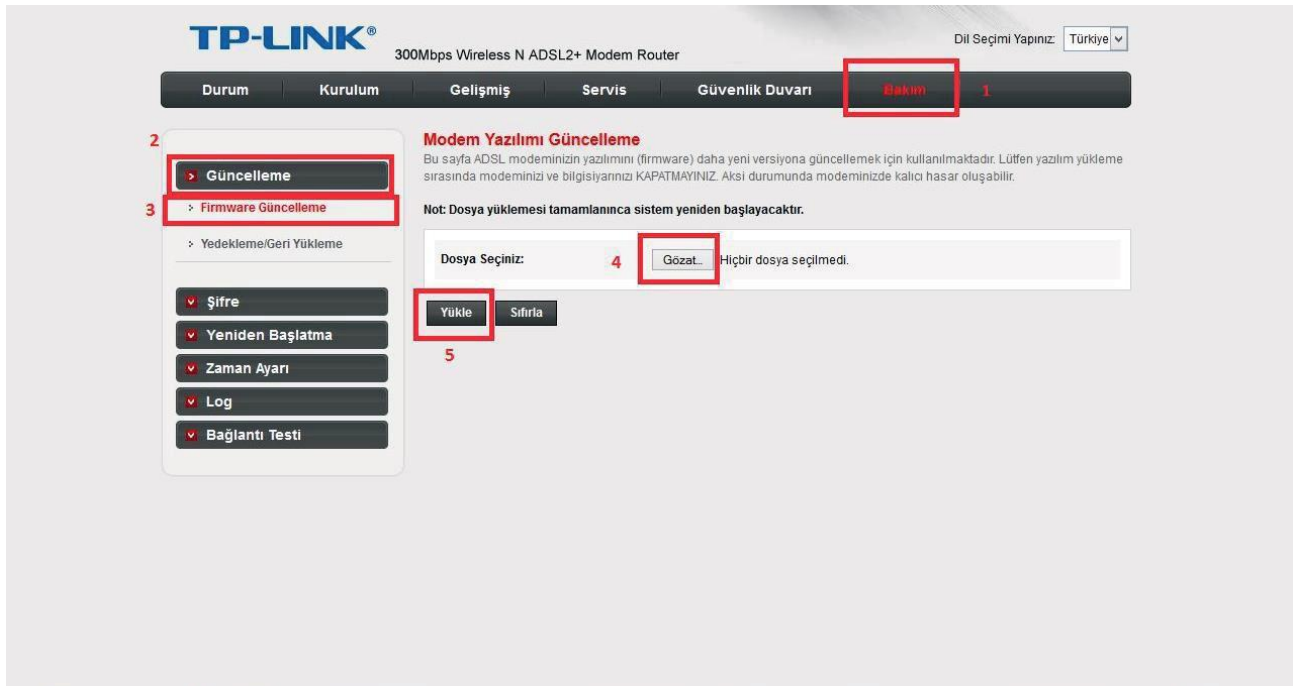 TP-LINK®
300Mbps Wireless N ADSL2+ Modem Router
Dil Seçimi Yapınız: Türkiye
Durum Kurulum Gelişmiş Servis Güvenlik Duvarı Bakım 1
2
Güncelleme
3 Firmware Güncelleme
Yedekleme/Geri Yükleme
Şifre
Yeniden Başlatma
Zaman Ayarı
Log
Bağlantı Testi
Modem Yazılımı Güncelleme
Bu sayfa ADSL modeminizin yazılımını (firmware) daha yeni versiyona güncellemek için kullanılmaktadır. Lütfen yazılım yükleme
sırasında modeminizi ve bilgisiyarınızı KAPATMAYINIZ. Aksi durumunda modeminizde kalıcı hasar oluşabilir.
Not: Dosya yüklemesi tamamlanınca sistem yeniden başlayacaktır.
Dosya Seçiniz: 4 Gözat... Hiçbir dosya seçilmedi.
Yükle Sıfırla
5